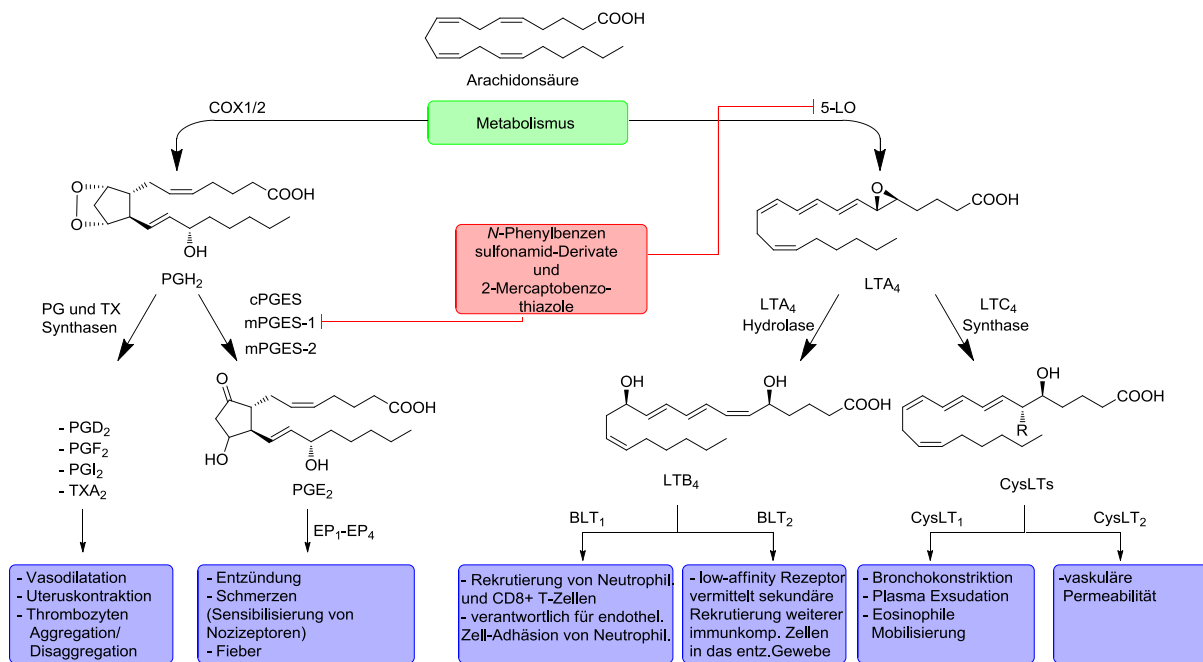 COOH
Arachidonsäure
COX1/2
Metabolismus
5-LO
O
O
COOH
OH
PGH2
O
COOH
LTA4
N-Phenylbenzen
sulfonamid-Derivate
und
2-Mercaptobenzo-
thiazole
PG und TX
Synthasen
cPGES
mPGES-1
mPGES-2
LTA4
Hydrolase
LTC4
Synthase
O
COOH
HO
OH
PGE2
OH
OH
COOH
LTB4
OH
COOH
R
CysLTs
- PGD2
- PGF2
- PGI2
- TXA2
EP1-EP4
BLT1
BLT2
CysLT1
CysLT2
- Vasodilatation
- Uteruskontraktion
- Thrombozyten
Aggregation/
Disaggregation
- Entzündung
- Schmerzen
(Sensibilisierung von
Nozizeptoren)
- Fieber
- Rekrutierung von Neutrophil.
und CD8+ T-Zellen
- verantwortlich für endothel.
Zell-Adhäsion von Neutrophil.
- low-affinity Rezeptor
vermittelt sekundäre
Rekrutierung weiterer
immunkomp. Zellen
in das entz.Gewebe
- Bronchokonstriktion
- Plasma Exsudation
- Eosinophile
Mobilisierung
-vaskuläre
Permeabilität